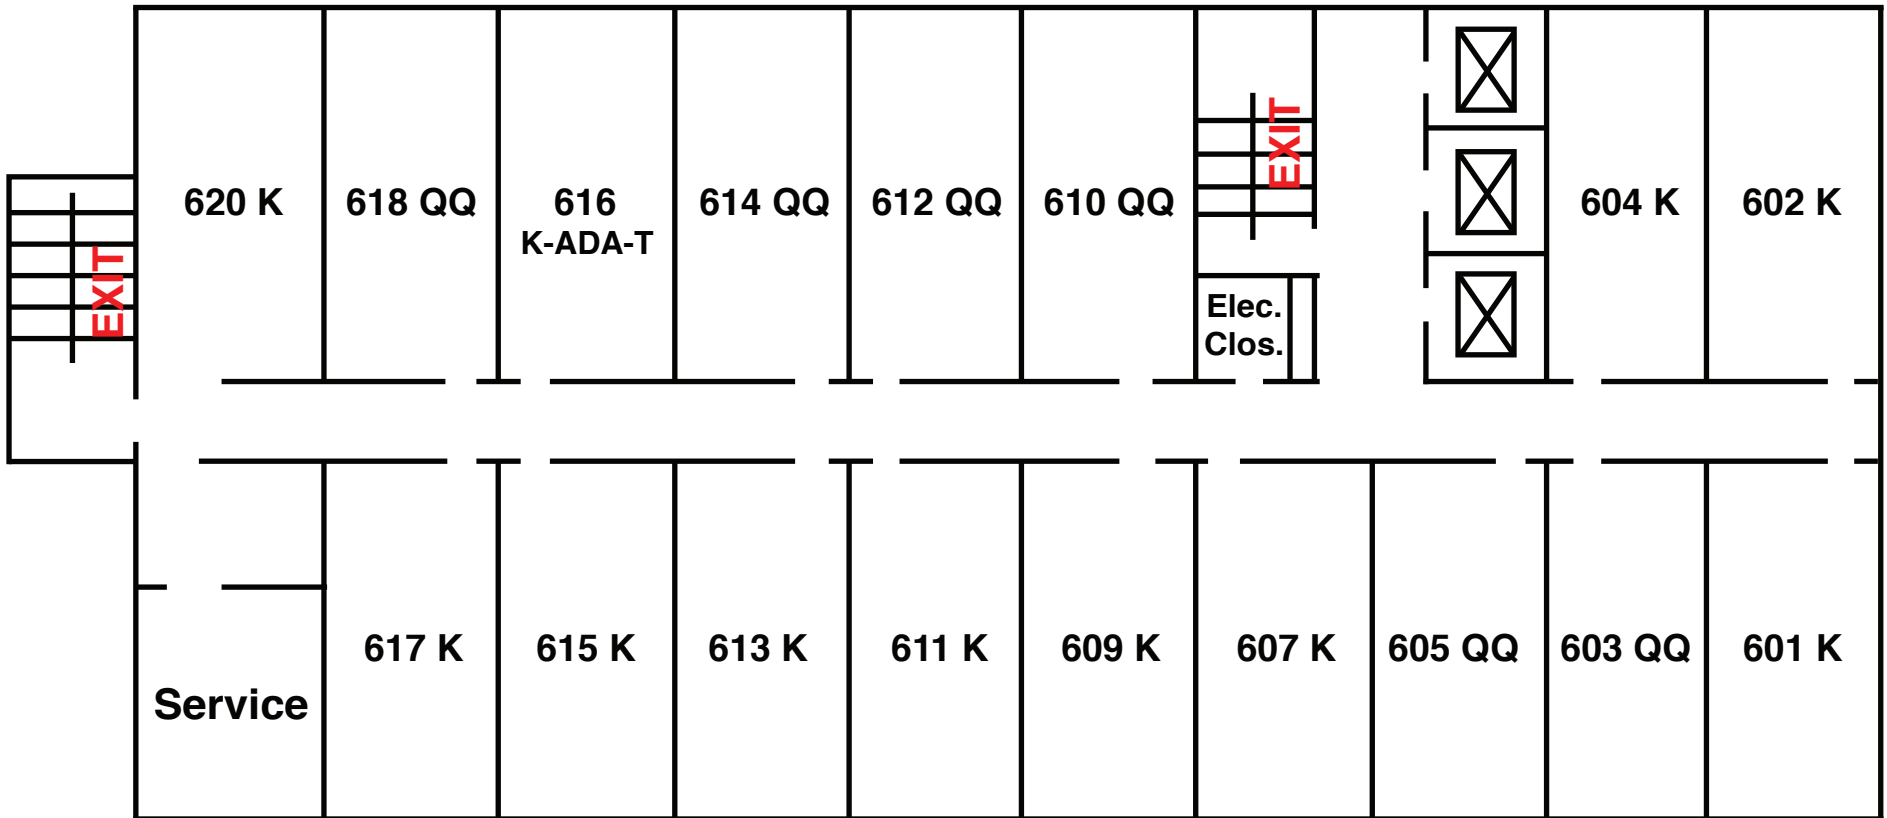 620 K
618 QQ
616
K-ADA-T
614 QQ
612 QQ
610 QQ
EXIT
604 K
602 K
EXIT
Elec.
Clos.
Service
617 K
615 K
613 K
611 K
609 K
607 K
605 QQ
603 QQ
601 K